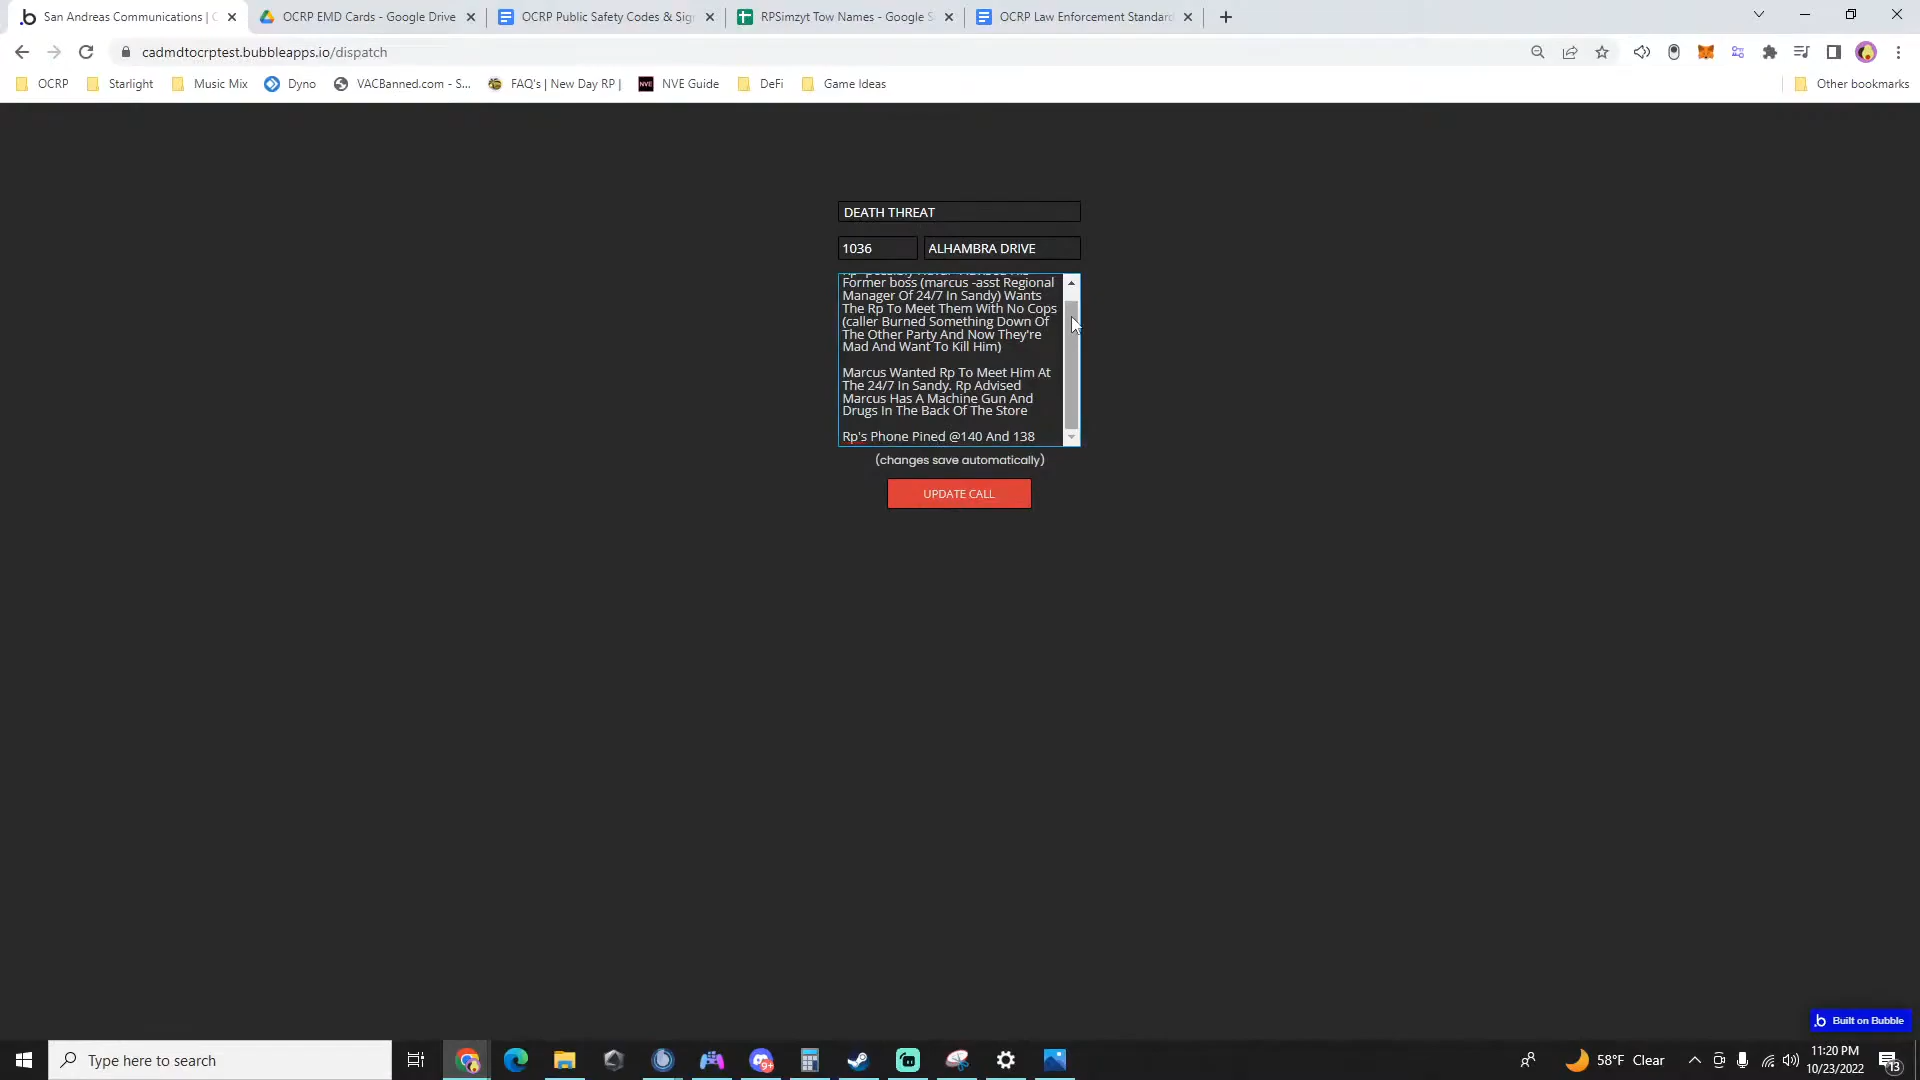 San Andreas Communications |
OCRP EMD Cards - Google Drive
OCRP Public Safety Codes & Sig
RPSimzyt Tow Names - Google S
OCRP Law Enforcement Standard
cadmdtocrptest.bubbleapps.io/dispatch
OCRP
Starlight
Music Mix
Dyno
VACBanned.com - S...
FAQ's | New Day RP |
NVE
NVE Guide
DeFi
Game Ideas
Other bookmarks
DEATH THREAT
1036
ALHAMBRA DRIVE
Former boss (marcus -asst Regional
Manager Of 24/7 In Sandy) Wants
The Rp To Meet Them With No Cops
(caller Burned Something Down Of
The Other Party And Now They're
Mad And Want To Kill Him)
Marcus Wanted Rp To Meet Him At
The 24/7 In Sandy. Rp Advised
Marcus Has A Machine Gun And
Drugs In The Back Of The Store
Rp's Phone Pined @140 And 138
(changes save automatically)
UPDATE CALL
Built on Bubble
Type here to search
9+
58°F Clear
11:20 PM
10/23/2022
13